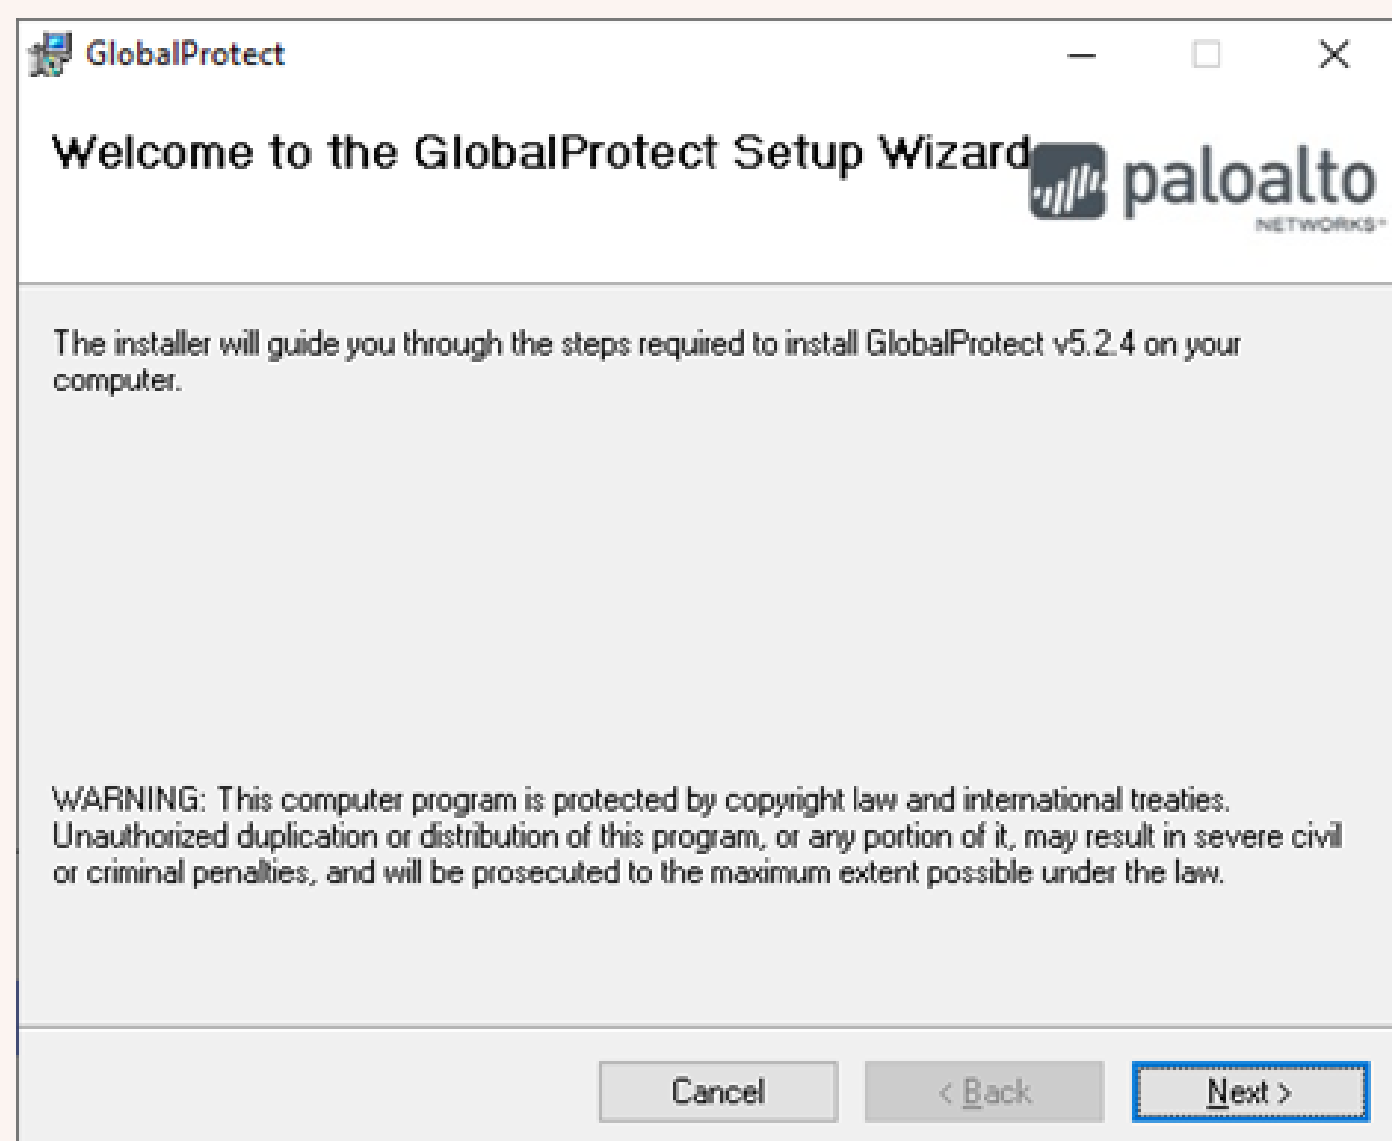 GlobalProtect
Welcome to the GlobalProtect Setup Wizard
paloalto
NETWORKS
The installer will guide you through the steps required to install GlobalProtect v5.2.4 on your
computer.
WARNING: This computer program is protected by copyright law and international treaties.
Unauthorized duplication or distribution of this program, or any portion of it, may result in severe civil
or criminal penalties, and will be prosecuted to the maximum extent possible under the law.
Cancel
< Back
Next >